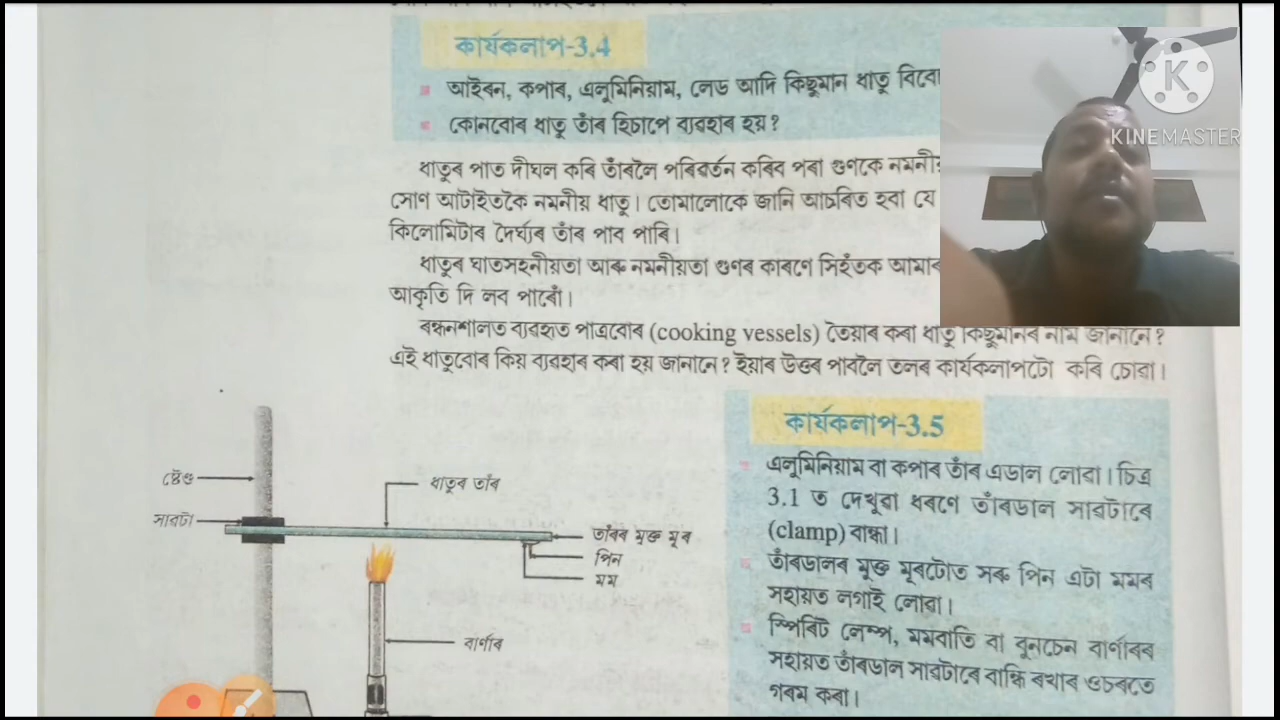 কাৰ্যকলাপ-3.4
আইৰন, কপাৰ, এলুমিনিয়াম, লেড আদি কিছুমান ধাতু বিবো
কোনবোৰ ধাতু তাঁৰ হিচাপে ব্যৱহাৰ হয়?
ধাতুৰ পাত দীঘল কৰি তাঁৰলৈ পৰিৱৰ্তন কৰিব পৰা গুণকে নমনীয়
সোণ আটাইতকৈ নমনীয় ধাতু। তোমালোকে জানি আচৰিত হবা যে
কিলোমিটাৰ দৈৰ্ঘ্যৰ তাঁৰ পাব পাৰি।
ধাতুৰ ঘাতসহনীয়তা আৰু নমনীয়তা গুণৰ কাৰণে সিহঁতক আমাৰ
আকৃতি দি লব পাৰোঁ।
ৰন্ধনশালত ব্যৱহৃত পাত্ৰবোৰ (cooking vessels) তৈয়াৰ কৰা ধাতু কিছুমানৰ নাম জানানে?
এই ধাতুবোৰ কিয় ব্যৱহাৰ কৰা হয় জানানে? ইয়াৰ উত্তৰ পাবলৈ তলৰ কাৰ্যকলাপটো কৰি চোৱা।
ষ্টেণ্ড
সাৱটা
ধাতুৰ তাঁৰ
তাঁৰৰ মুক্ত মূৰ
পিন
মম
বাৰ্ণাৰ
কাৰ্যকলাপ-3.5
এলুমিনিয়াম বা কপাৰ তাঁৰ এডাল লোৱা। চিত্ৰ
3.1 ত দেখুৱা ধৰণে তাঁৰডাল সাৱটাৰে
(clamp) বান্ধা।
তাঁৰডালৰ মুক্ত মূৰটোত সৰু পিন এটা মমৰ
সহায়ত লগাই লোৱা।
স্পিৰিট লেম্প, মমবাতি বা বুনচেন বাৰ্ণাৰৰ
সহায়ত তাঁৰডাল সাৱটাৰে বান্ধি ৰখাৰ ওচৰতে
গৰম কৰা।
K
KINEMASTER